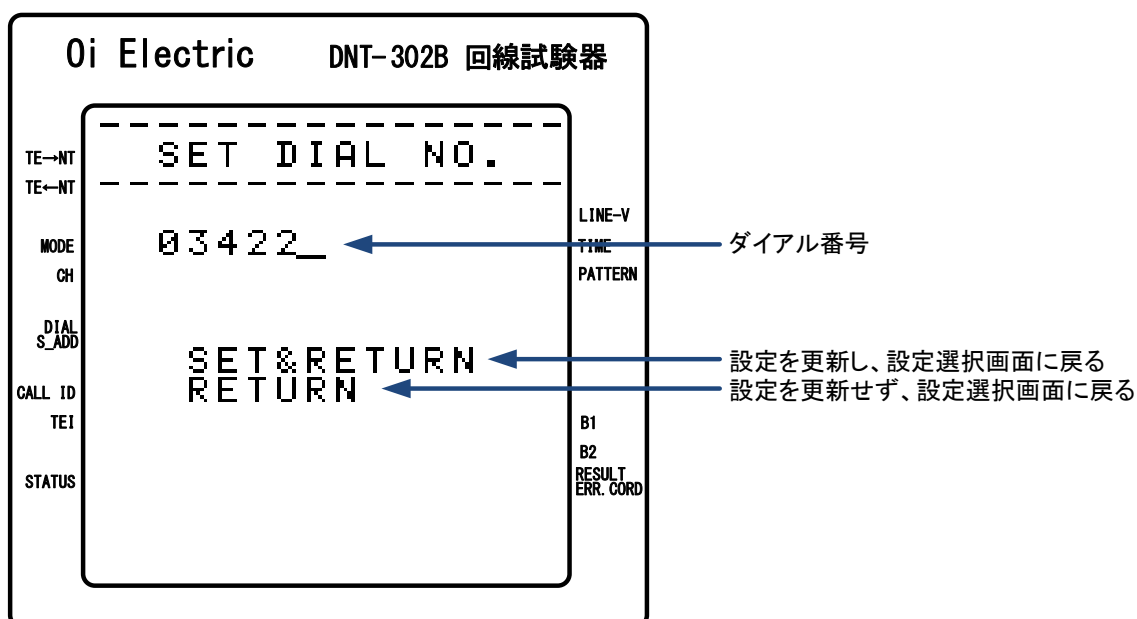 Oi Electric DNT-302B 回線試験器
TE→NT
SET DIAL NO.
TE←NT
LINE-V
MODE
03422_
TIME
ダイアル番号
CH
PATTERN
DIAL
S_ADD
SET&RETURN
設定を更新し、設定選択画面に戻る
CALL ID
RETURN
設定を更新せず、設定選択画面に戻る
TEI
B1
B2
STATUS
RESULT
ERR. CORD